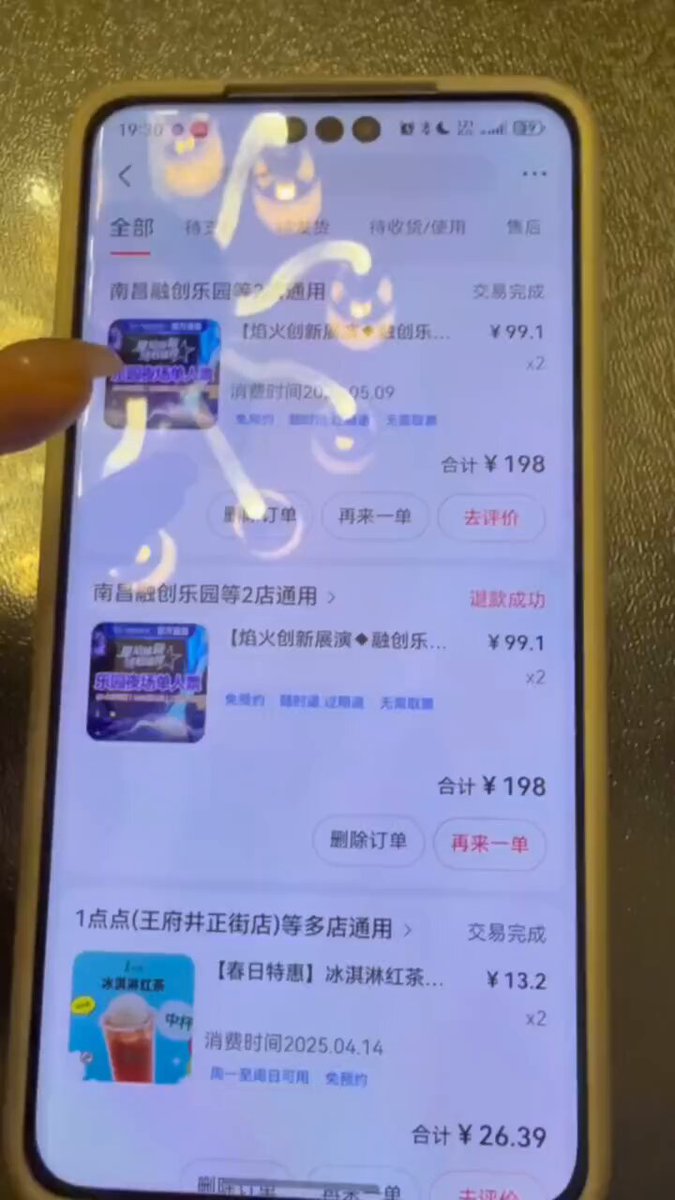 19:30
全部 待支 待发货 待收货/使用 售后
南昌融创乐园等2店通用 交易完成
乐园夜场单人票
【焰火创新展演◆融创乐... ¥99.1
x2
消费时间20 .05.09
免预约 随时退 过期退 无需取票
合计 ¥198
删除订单 再来一单 去评价
南昌融创乐园等2店通用 > 退款成功
乐园夜场单人票
【焰火创新展演◆融创乐... ¥99.1
x2
免预约 随时退 过期退 无需取票
合计 ¥198
删除订单 再来一单
1点点(王府井正街店)等多店通用 > 交易完成
冰淇淋红茶
中杯
【春日特惠】冰淇淋红茶... ¥13.2
x2
消费时间2025.04.14
周一至周日可用 免预约
合计 ¥26.39
删除订单 再来一单 去评价